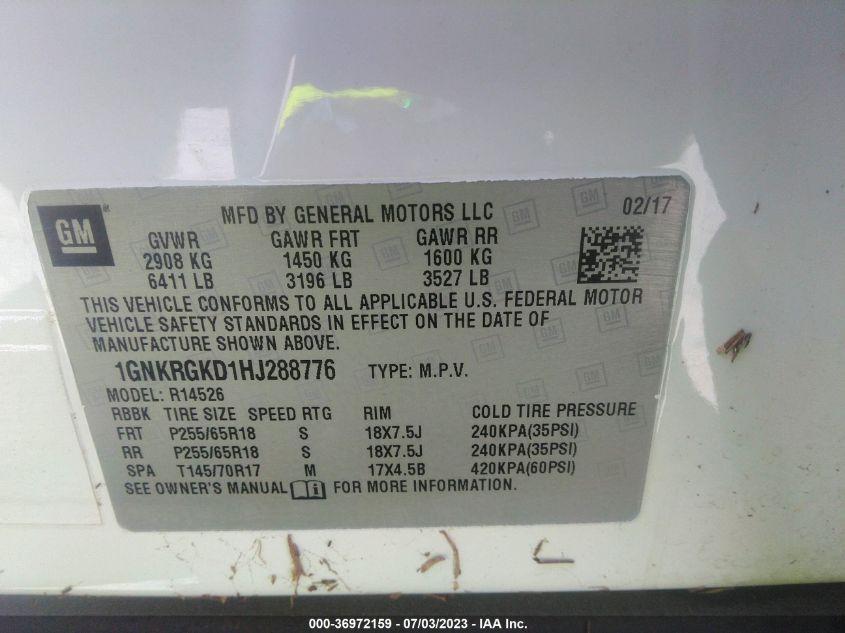 GM
MFD BY GENERAL MOTORS LLC 02/17
GVWR GAWR FRT GAWR RR
2908 KG 1450 KG 1600 KG
6411 LB 3196 LB 3527 LB
THIS VEHICLE CONFORMS TO ALL APPLICABLE U.S. FEDERAL MOTOR
VEHICLE SAFETY STANDARDS IN EFFECT ON THE DATE OF
MANUFACTURE SHOWN ABOVE.
1GNKRGKD1HJ288776 TYPE: M.P.V.
MODEL: R14526
RBBK TIRE SIZE SPEED RTG RIM COLD TIRE PRESSURE
FRT P255/65R18 S 18X7.5J 240KPA(35PSI)
RR P255/65R18 S 18X7.5J 240KPA(35PSI)
SPA T145/70R17 M 17X4.5B 420KPA(60PSI)
SEE OWNER'S MANUAL FOR MORE INFORMATION.
000-36972159 - 07/03/2023 - IAA Inc.